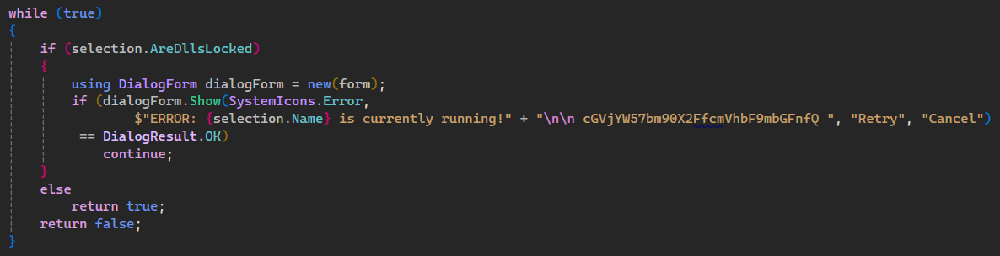 while (true)
{
if (selection.AreDllsLocked)
{
using DialogForm dialogForm = new(form);
if (dialogForm.Show(SystemIcons.Error,
$"ERROR: {selection.Name} is currently running!" + "\n\n cGVjYW57bm90X2FfcmVhbF9mbGFnfQ ", "Retry", "Cancel")
== DialogResult.OK)
continue;
}
else
return true;
return false;
}